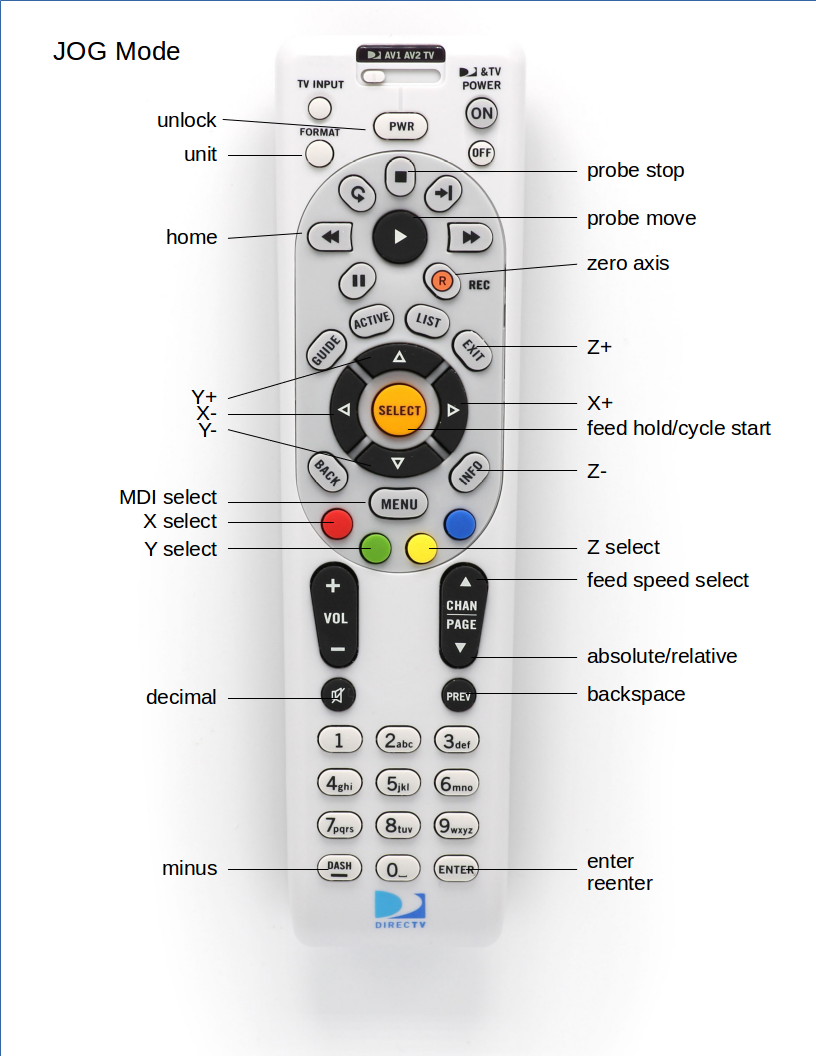 JOG Mode
AV1 AV2 TV
TV INPUT
&TV
POWER
ON
unlock
PWR
FORMAT
unit
OFF
probe stop
probe move
home
zero axis
R
REC
ACTIVE
LIST
GUIDE
EXIT
Z+
Y+
X-
Y-
SELECT
X+
feed hold/cycle start
BACK
INFO
Z-
MDI select
MENU
X select
Y select
Z select
feed speed select
+
VOL
−
CHAN
PAGE
absolute/relative
decimal
PREV
backspace
1
2abc
3def
4ghi
5jkl
6mno
7pqrs
8tuv
9wxyz
minus
DASH
0_
ENTER
enter
reenter
DIRECTV